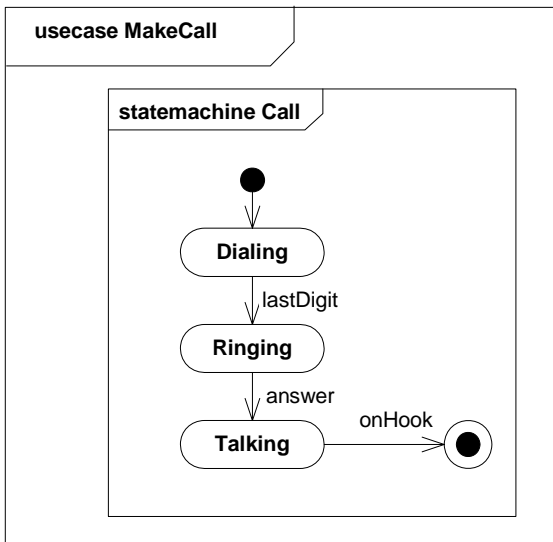 usecase MakeCall
statemachine Call
Dialing
lastDigit
Ringing
answer
onHook
Talking